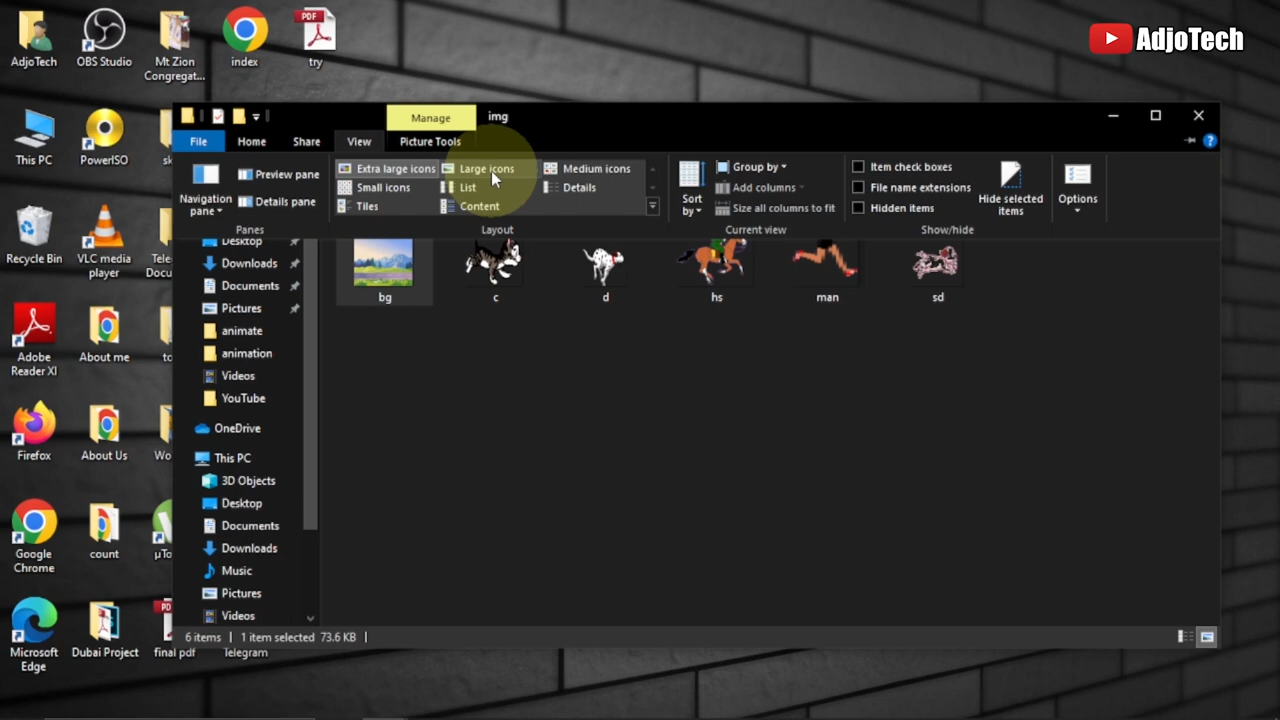 AdjoTech
AdjoTech
OBS Studio
Mt Zion
Congregat...
index
PDF
try
This PC
PowerISO
Recycle Bin
VLC media
player
Adobe
Reader XI
About me
Firefox
About Us
Google
Chrome
count
Microsoft
Edge
Dubai Project
final pdf
Telegram
Manage
img
File
Home
Share
View
Picture Tools
Navigation
pane
Preview pane
Details pane
Panes
Extra large icons
Large icons
Medium icons
Small icons
List
Details
Tiles
Content
Layout
Sort
by
Group by
Add columns
Size all columns to fit
Current view
Item check boxes
File name extensions
Hidden items
Hide selected
items
Show/hide
Options
Desktop
Downloads
Documents
Pictures
animate
animation
Videos
YouTube
OneDrive
This PC
3D Objects
Desktop
Documents
Downloads
Music
Pictures
Videos
bg
c
d
hs
man
sd
6 items
1 item selected 73.6 KB